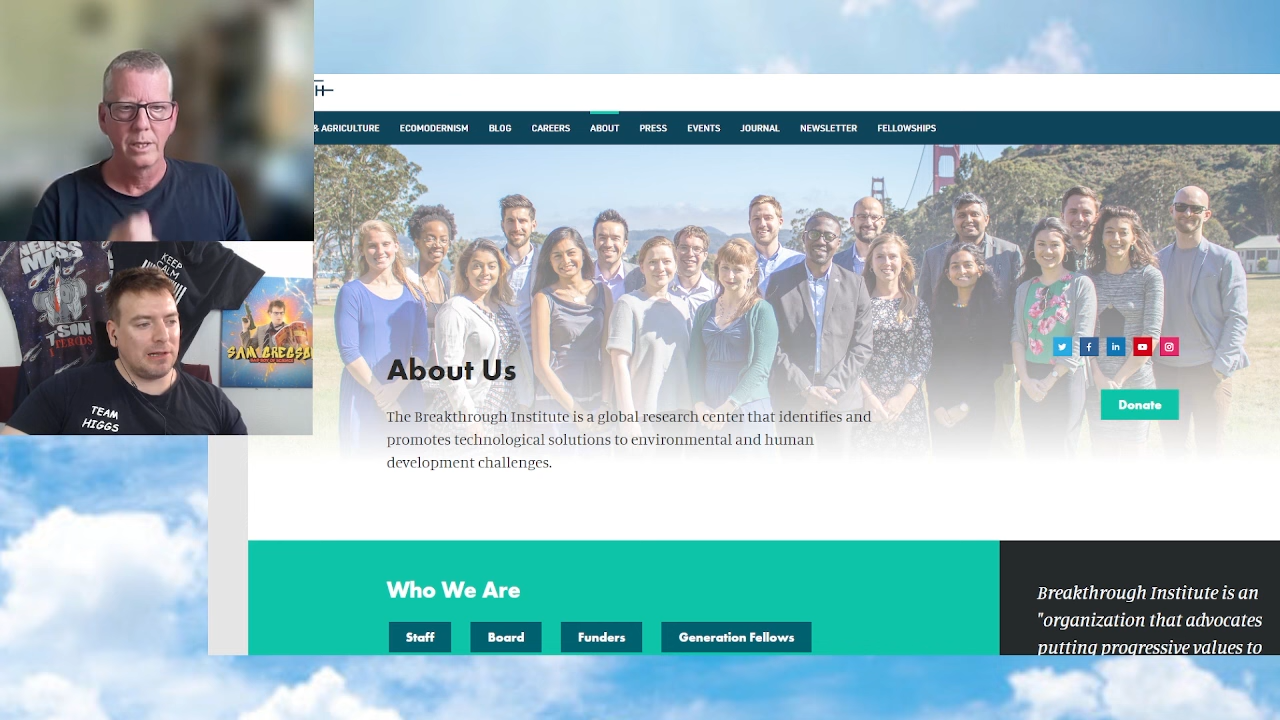 H
& AGRICULTURE ECOMODERNISM BLOG CAREERS ABOUT PRESS EVENTS JOURNAL NEWSLETTER FELLOWSHIPS
KEEP
CALM
TEAM
HIGGS
About Us
The Breakthrough Institute is a global research center that identifies and
promotes technological solutions to environmental and human
development challenges.
Donate
Who We Are
Staff
Board
Funders
Generation Fellows
Breakthrough Institute is an
"organization that advocates
putting progressive values to